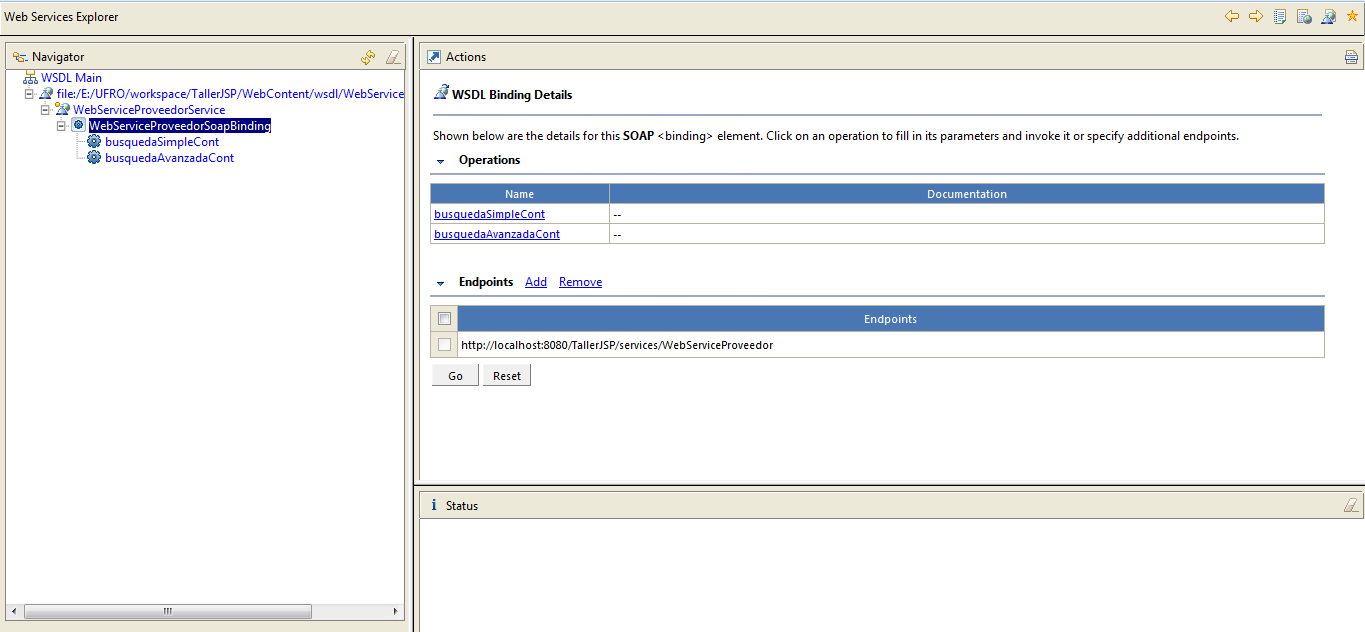 Web Services Explorer
Navigator
WSDL Main
file:/E:/UFRO/workspace/TallerJSP/WebContent/wsdl/WebService
WebServiceProveedorService
WebServiceProveedorSoapBinding
busquedaSimpleCont
busquedaAvanzadaCont
Actions
WSDL Binding Details
Shown below are the details for this SOAP <binding> element. Click on an operation to fill in its parameters and invoke it or specify additional endpoints.
Operations
Name Documentation
busquedaSimpleCont --
busquedaAvanzadaCont --
Endpoints Add Remove
Endpoints
http://localhost:8080/TallerJSP/services/WebServiceProveedor
Go Reset
i Status